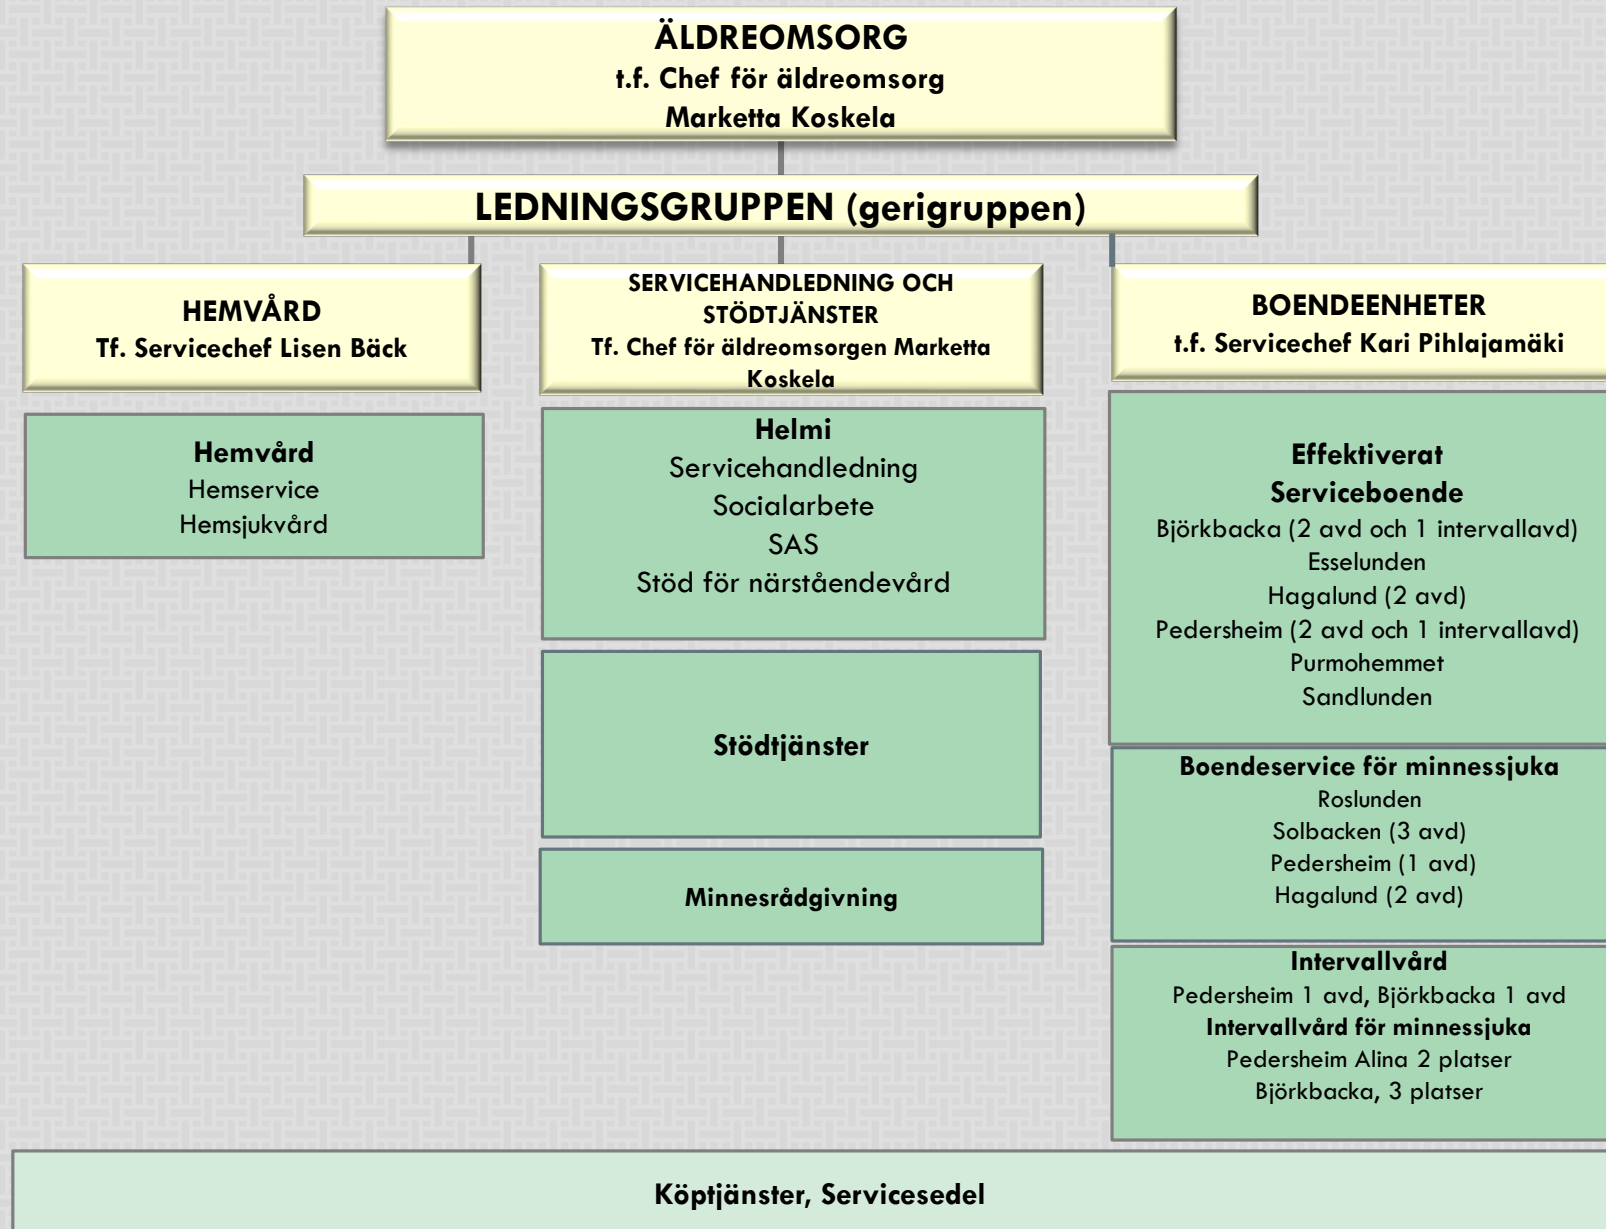 ÄLDREOMSORG
t.f. Chef för äldreomsorg
Marketta Koskela
LEDNINGSGRUPPEN (gerigruppen)
HEMVÅRD
Tf. Servicechef Lisen Bäck
Hemvård
Hemservice
Hemsjukvård
SERVICEHANDLEDNING OCH
STÖDTJÄNSTER
Tf. Chef för äldreomsorgen Marketta
Koskela
Helmi
Servicehandledning
Socialarbete
SAS
Stöd för närståendevård
Stödtjänster
Minnesrådgivning
BOENDEENHETER
t.f. Servicechef Kari Pihlajamäki
Effektiverat
Serviceboende
Björkbacka (2 avd och 1 intervallavd)
Esselunden
Hagalund (2 avd)
Pedersheim (2 avd och 1 intervallavd)
Purmohemmet
Sandlunden
Boendeservice för minnessjuka
Roslunden
Solbacken (3 avd)
Pedersheim (1 avd)
Hagalund (2 avd)
Intervallvård
Pedersheim 1 avd, Björkbacka 1 avd
Intervallvård för minnessjuka
Pedersheim Alina 2 platser
Björkbacka, 3 platser
Köptjänster, Servicesedel